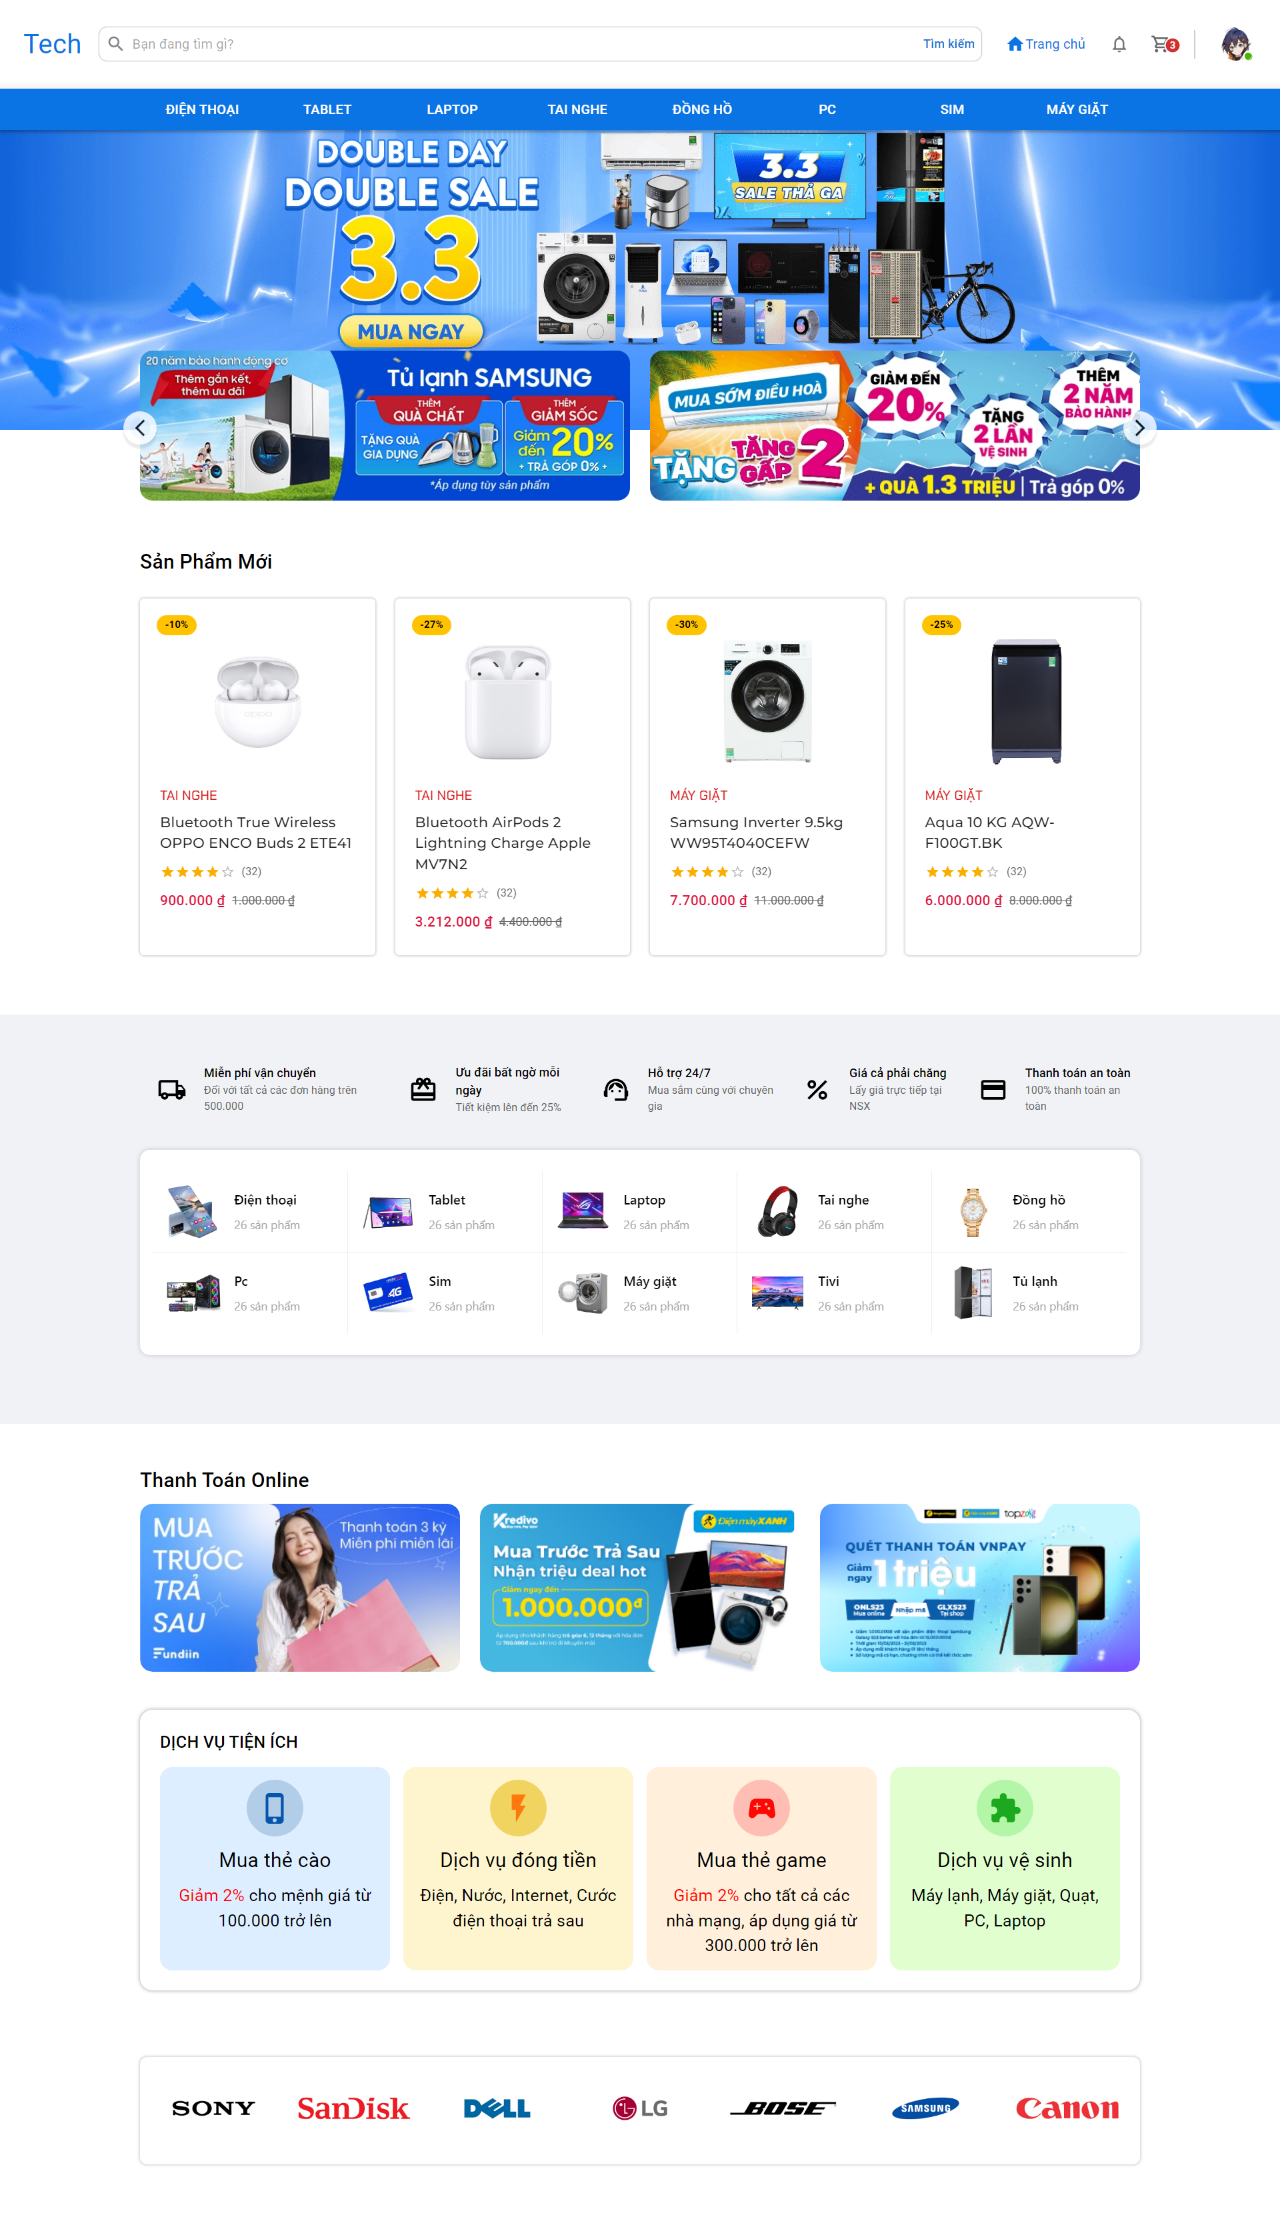 Tech
Bạn đang tìm gì?
Tìm kiếm
Trang chủ
3
ĐIỆN THOẠI
TABLET
LAPTOP
TAI NGHE
ĐỒNG HỒ
PC
SIM
MÁY GIẶT
DOUBLE DAY
DOUBLE SALE
3.3
MUA NGAY
3.3
SALE THẢ GA
20 năm bảo hành động cơ
Thêm gắn kết,
thêm ưu đãi
Tủ lạnh SAMSUNG
THÊM
QUÀ CHẤT
TẶNG QUÀ
GIA DỤNG
THÊM
GIẢM SỐC
Giảm
đến 20%
+ TRẢ GÓP 0% +
*Áp dụng tùy sản phẩm
MUA SỚM ĐIỀU HOÀ
TẶNG TẶNG
GẤP 2
GIẢM ĐẾN
20%
TẶNG
2 LẦN
VỆ SINH
THÊM
2 NĂM
BẢO HÀNH
+ QUÀ 1.3 TRIỆU | Trả góp 0%
Sản Phẩm Mới
-10%
TAI NGHE
Bluetooth True Wireless
OPPO ENCO Buds 2 ETE41
(32)
900.000 ₫ 1.000.000 ₫
-27%
TAI NGHE
Bluetooth AirPods 2
Lightning Charge Apple
MV7N2
(32)
3.212.000 ₫ 4.400.000 ₫
-30%
MÁY GIẶT
Samsung Inverter 9.5kg
WW95T4040CEFW
(32)
7.700.000 ₫ 11.000.000 ₫
-25%
MÁY GIẶT
Aqua 10 KG AQW-
F100GT.BK
(32)
6.000.000 ₫ 8.000.000 ₫
Miễn phí vận chuyển
Đối với tất cả các đơn hàng trên
500.000
Ưu đãi bất ngờ mỗi
ngày
Tiết kiệm lên đến 25%
Hỗ trợ 24/7
Mua sắm cùng với chuyên
gia
Giá cả phải chăng
Lấy giá trực tiếp tại
NSX
Thanh toán an toàn
100% thanh toán an
toàn
Điện thoại
26 sản phẩm
Tablet
26 sản phẩm
Laptop
26 sản phẩm
Tai nghe
26 sản phẩm
Đồng hồ
26 sản phẩm
Pc
26 sản phẩm
4G
Sim
26 sản phẩm
Máy giặt
26 sản phẩm
Tivi
26 sản phẩm
Tủ lạnh
26 sản phẩm
Thanh Toán Online
MUA
TRƯỚC
TRẢ
SAU
Fundiin
Thanh toán 3 kỳ
Miễn phí miễn lãi
Kredivo
Điện máy XANH
Mua Trước Trả Sau
Nhận triệu deal hot
Giảm ngay đến
1.000.000đ
topzone
QUÉT THANH TOÁN VNPAY
Giảm
ngay 1 triệu
ONLS23
Mua online
Nhập mã
GLXS23
Tại shop
DỊCH VỤ TIỆN ÍCH
Mua thẻ cào
Giảm 2% cho mệnh giá từ
100.000 trở lên
Dịch vụ đóng tiền
Điện, Nước, Internet, Cước
điện thoại trả sau
Mua thẻ game
Giảm 2% cho tất cả các
nhà mạng, áp dụng giá từ
300.000 trở lên
Dịch vụ vệ sinh
Máy lạnh, Máy giặt, Quạt,
PC, Laptop
SONY
SanDisk
DELL
LG
BOSE
SAMSUNG
Canon